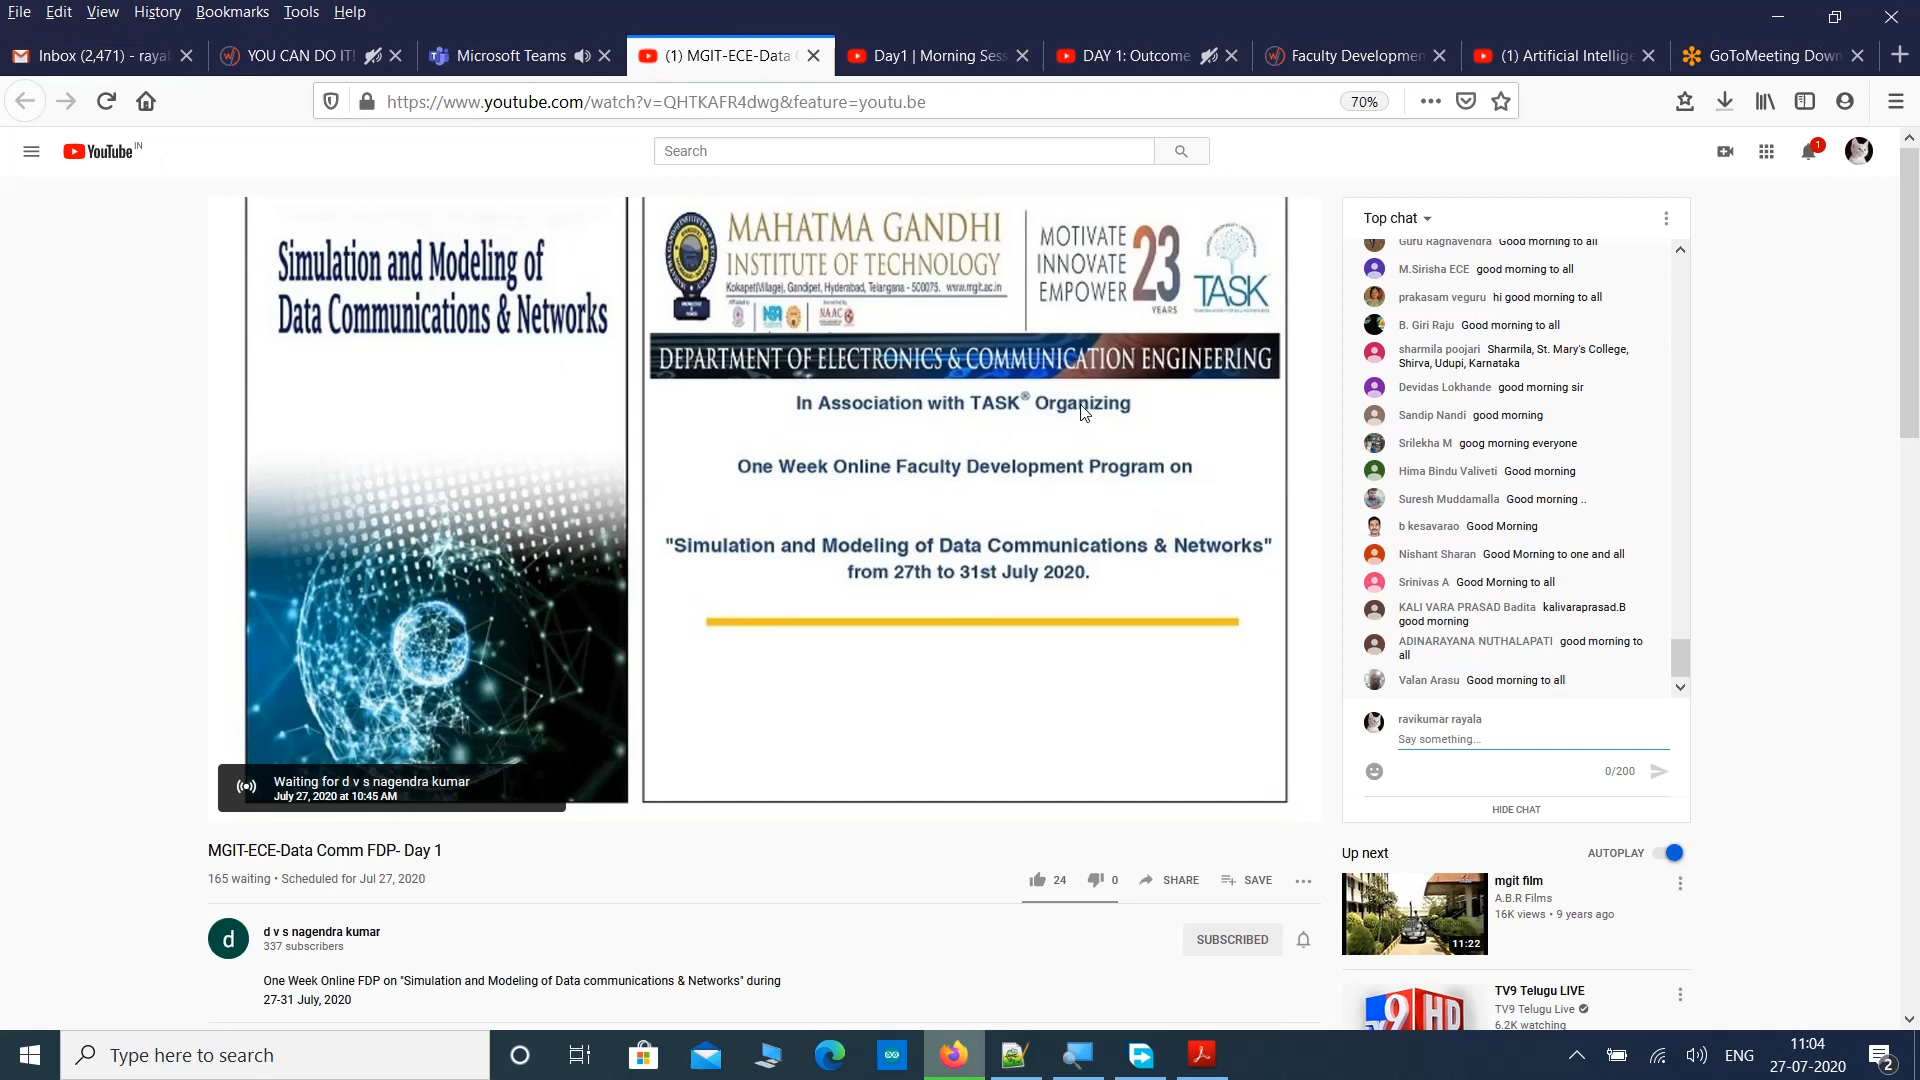 File Edit View History Bookmarks Tools Help
Inbox (2,471) - rayal
YOU CAN DO IT!
Microsoft Teams
(1) MGIT-ECE-Data
Day1 | Morning Sess
DAY 1: Outcome
Faculty Developmen
(1) Artificial Intellige
GoToMeeting Down
https://www.youtube.com/watch?v=QHTKAFR4dwg&feature=youtu.be
70%
YouTube IN
Search
1
Simulation and Modeling of
Data Communications & Networks
MAHATMA GANDHI
INSTITUTE OF TECHNOLOGY
Kokapet(Village), Gandipet, Hyderabad, Telangana - 500075. www.mgit.ac.in
NAAC
MOTIVATE
INNOVATE
EMPOWER
23
YEARS
TASK
DEPARTMENT OF ELECTRONICS & COMMUNICATION ENGINEERING
In Association with TASK® Organizing
One Week Online Faculty Development Program on
"Simulation and Modeling of Data Communications & Networks"
from 27th to 31st July 2020.
Waiting for d v s nagendra kumar
July 27, 2020 at 10:45 AM
Top chat
Guru Raghavendra Good morning to all
M.Sirisha ECE good morning to all
prakasam veguru hi good morning to all
B. Giri Raju Good morning to all
sharmila poojari Sharmila, St. Mary's College,
Shirva, Udupi, Karnataka
Devidas Lokhande good morning sir
Sandip Nandi good morning
Srilekha M goog morning everyone
Hima Bindu Valiveti Good morning
Suresh Muddamalla Good morning ..
b kesavarao Good Morning
Nishant Sharan Good Morning to one and all
Srinivas A Good Morning to all
KALI VARA PRASAD Badita kalivaraprasad.B
good morning
ADINARAYANA NUTHALAPATI good morning to
all
Valan Arasu Good morning to all
ravikumar rayala
Say something...
0/200
HIDE CHAT
MGIT-ECE-Data Comm FDP- Day 1
165 waiting • Scheduled for Jul 27, 2020
24 0 SHARE SAVE
d
d v s nagendra kumar
337 subscribers
SUBSCRIBED
One Week Online FDP on "Simulation and Modeling of Data communications & Networks" during
27-31 July, 2020
Up next
AUTOPLAY
mgit film
A.B.R Films
16K views • 9 years ago
11:22
TV9 Telugu LIVE
TV9 Telugu Live
6.2K watching
9 HD
Type here to search
ENG
11:04
27-07-2020
2